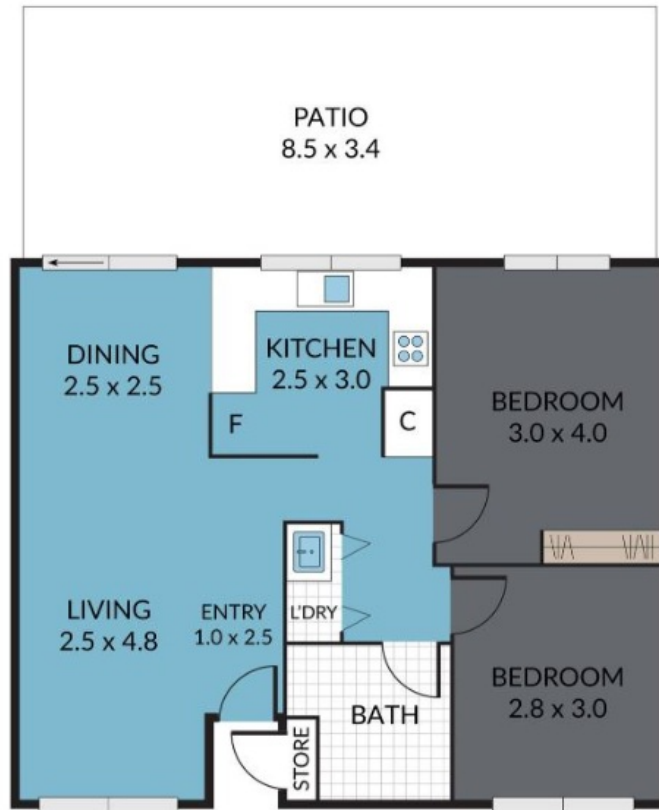 PATIO
8.5 x 3.4
DINING
2.5 x 2.5
KITCHEN
2.5 x 3.0
F
C
BEDROOM
3.0 x 4.0
LIVING
2.5 x 4.8
ENTRY
1.0 x 2.5
L'DRY
BATH
STORE
BEDROOM
2.8 x 3.0